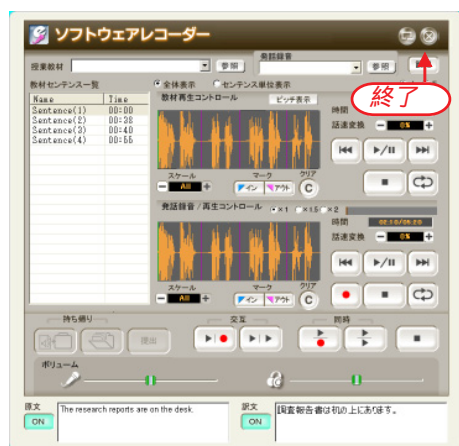 ソフトウェアレコーダー
授業教材
参照
発話録音
参照
教材センテンス一覧
全体表示
センテンス単位表示
終了
Name Time
Sentence(1) 00:00
Sentence(2) 00:38
Sentence(3) 00:40
Sentence(4) 00:55
教材再生コントロール
ピッチ表示
時間
話速変換
0%
スケール
All
マーク
イン
アウト
クリア
C
発話録音/再生コントロール
×1
×1.5
×2
時間
話速変換
0%
スケール
All
マーク
イン
アウト
クリア
C
持ち帰り
提出
交互
同時
ボリューム
原文
ON
The research reports are on the desk.
訳文
ON
調査報告書は机の上にあります。